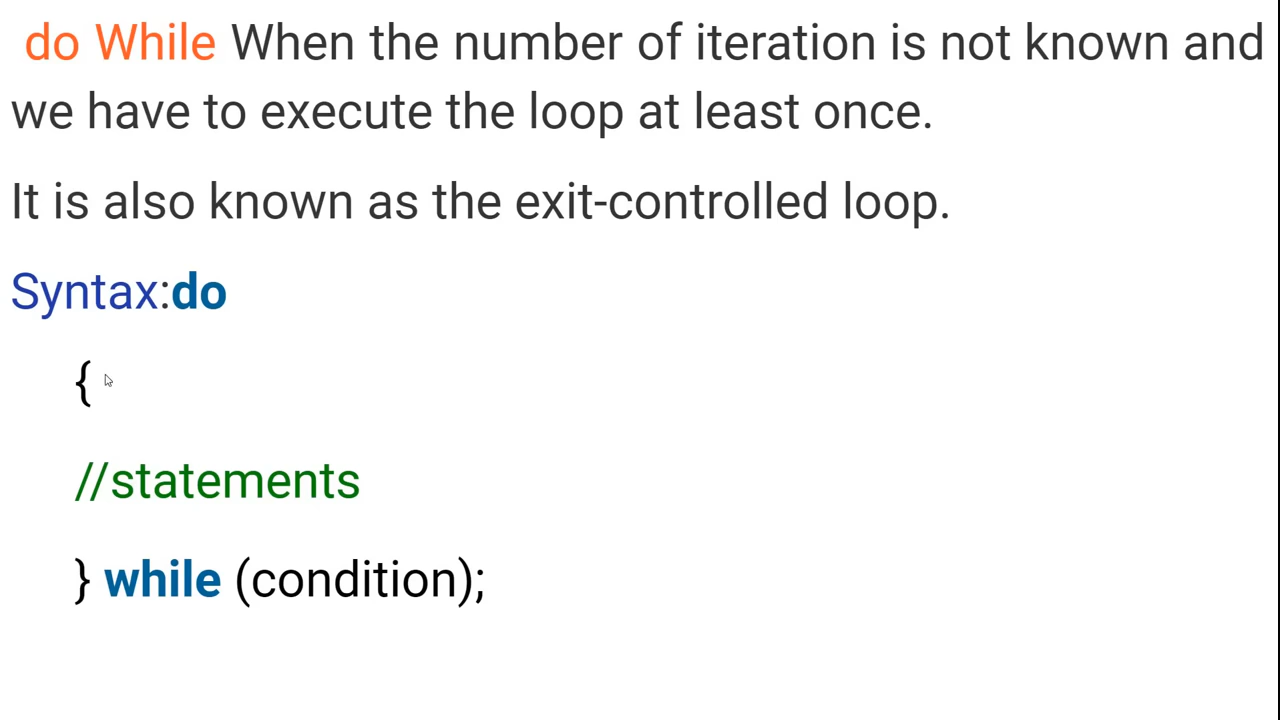 do While When the number of iteration is not known and
we have to execute the loop at least once.
It is also known as the exit-controlled loop.
Syntax:do
{
//statements
} while (condition);